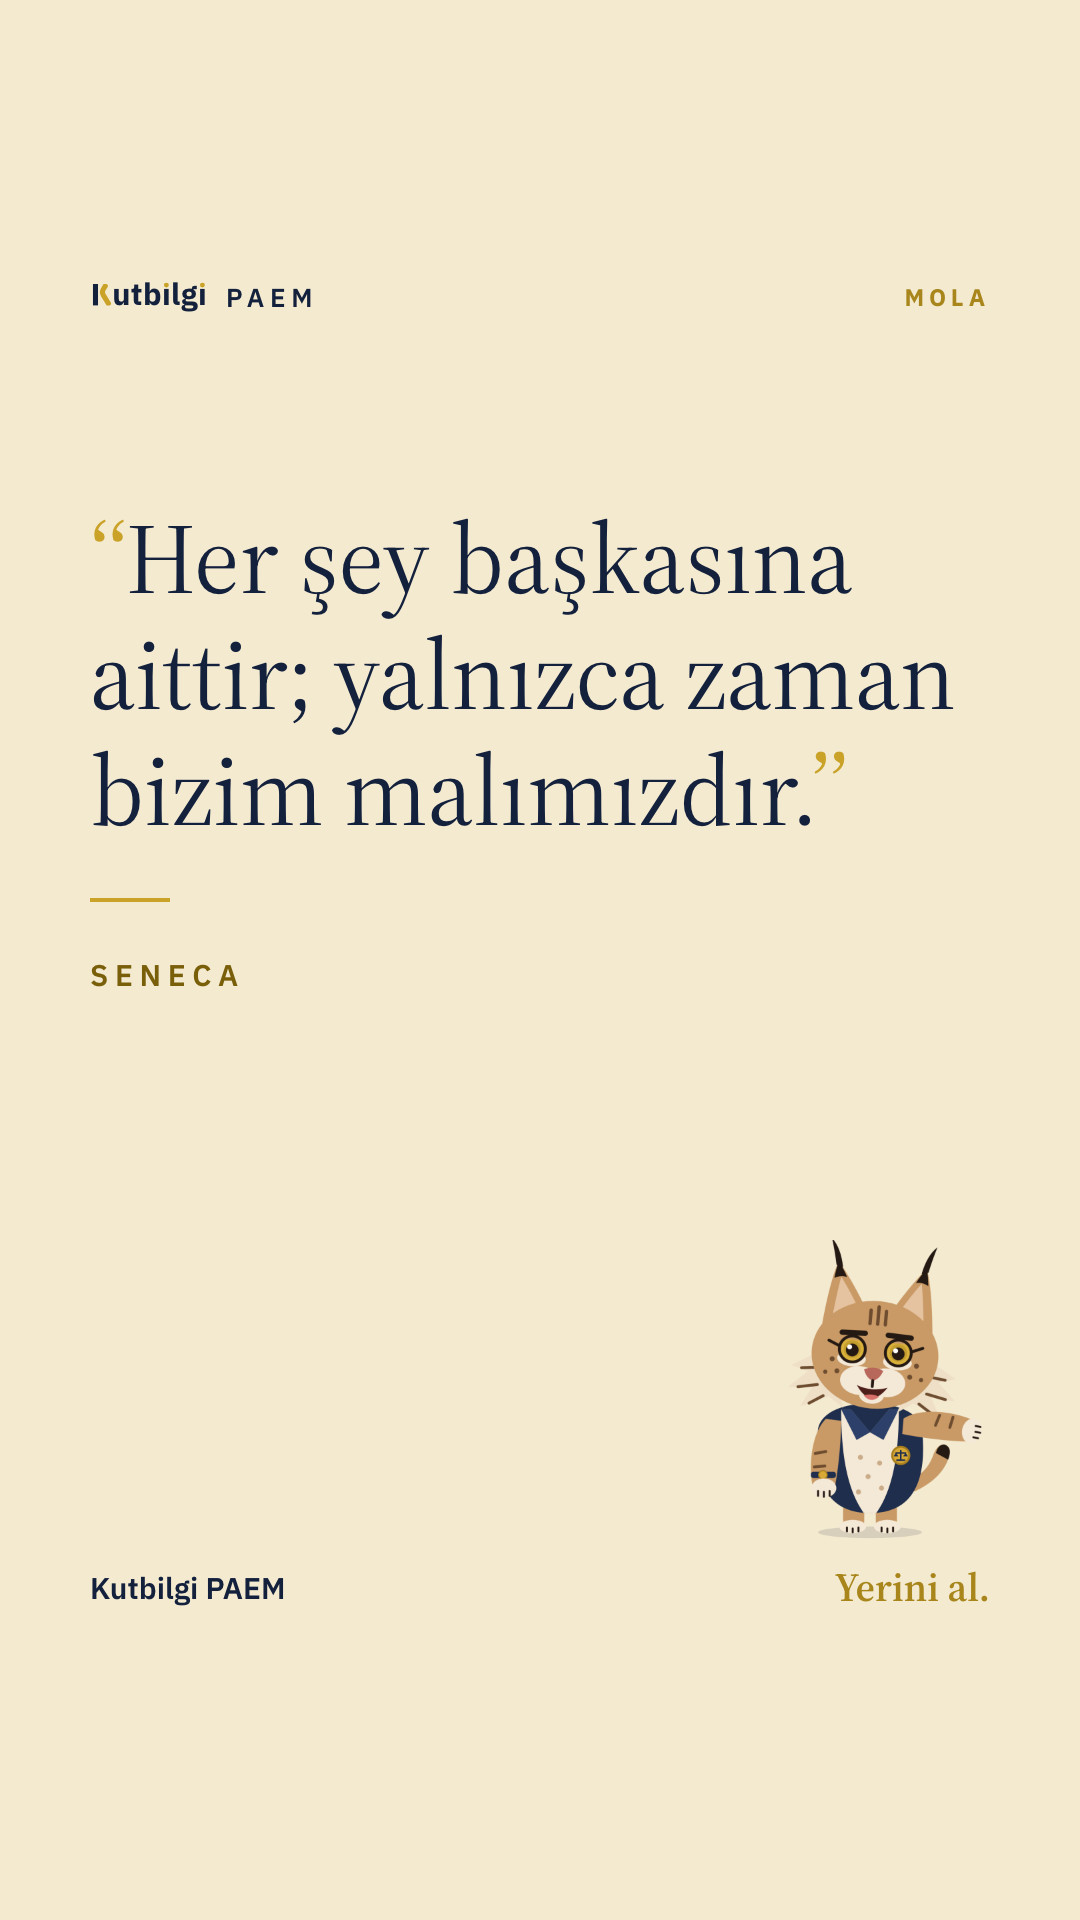 Kutbilgi PAEM
MOLA
“Her şey başkasına
aittir; yalnızca zaman
bizim malımızdır.”
SENECA
Kutbilgi PAEM
Yerini al.